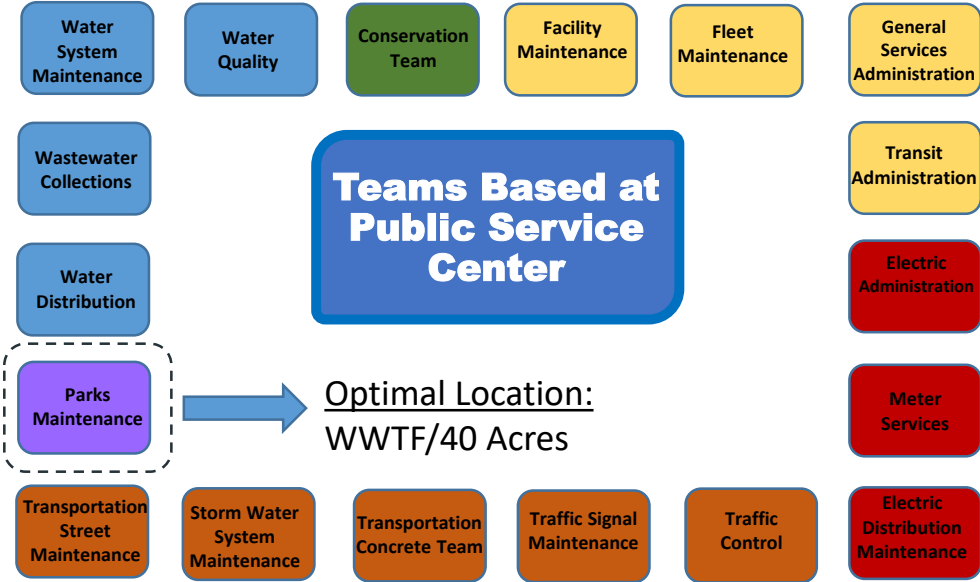 Water
System
Maintenance
Water
Quality
Conservation
Team
Facility
Maintenance
Fleet
Maintenance
General
Services
Administration
Wastewater
Collections
Teams Based at
Public Service
Center
Transit
Administration
Water
Distribution
Electric
Administration
Parks
Maintenance
Optimal Location:
WWTF/40 Acres
Meter
Services
Transportation
Street
Maintenance
Storm Water
System
Maintenance
Transportation
Concrete Team
Traffic Signal
Maintenance
Traffic
Control
Electric
Distribution
Maintenance